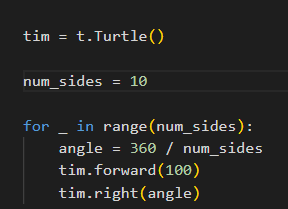 tim = t.Turtle()
num_sides = 10
for _ in range(num_sides):
    angle = 360 / num_sides
    tim.forward(100)
    tim.right(angle)